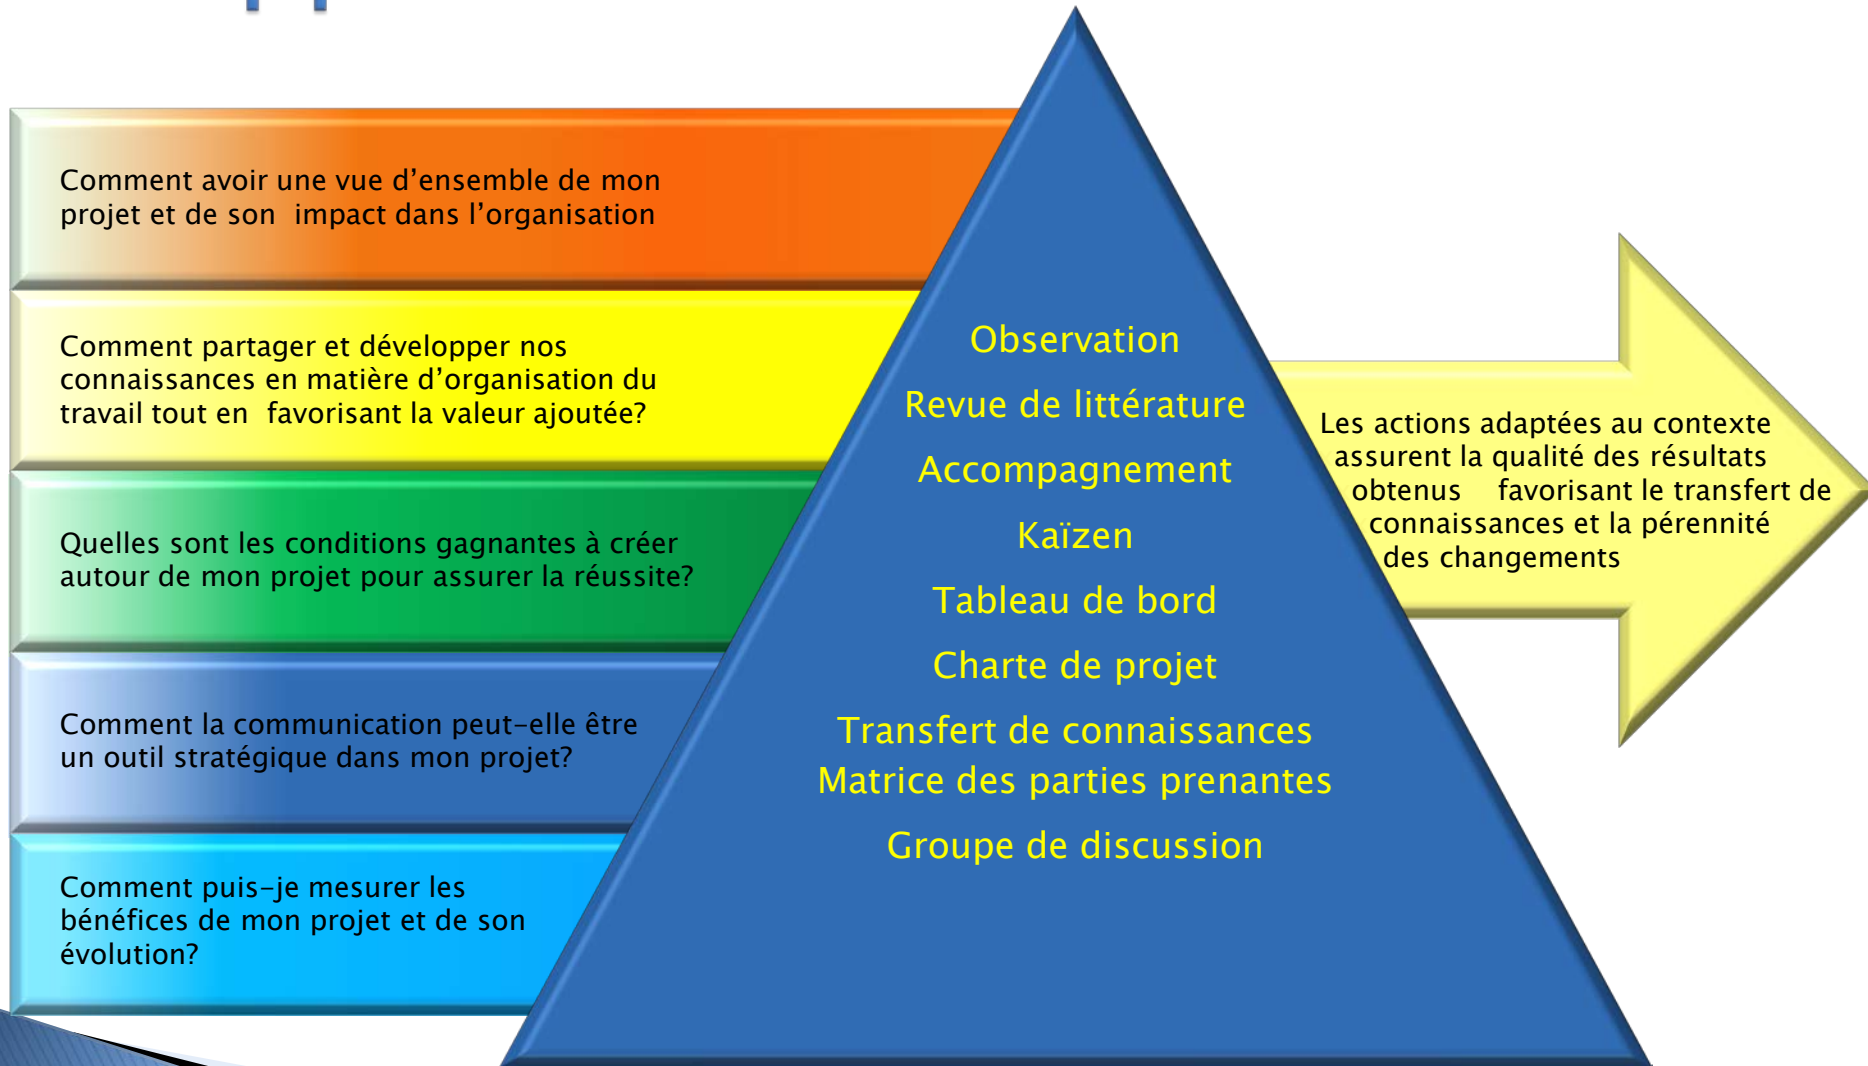 Comment avoir une vue d’ensemble de mon
projet et de son impact dans l’organisation
Comment partager et développer nos
connaissances en matière d’organisation du
travail tout en favorisant la valeur ajoutée?
Quelles sont les conditions gagnantes à créer
autour de mon projet pour assurer la réussite?
Comment la communication peut-elle être
un outil stratégique dans mon projet?
Comment puis-je mesurer les
bénéfices de mon projet et de son
évolution?
Observation
Revue de littérature
Accompagnement
Kaïzen
Tableau de bord
Charte de projet
Transfert de connaissances
Matrice des parties prenantes
Groupe de discussion
Les actions adaptées au contexte
assurent la qualité des résultats
obtenus favorisant le transfert de
connaissances et la pérennité
des changements